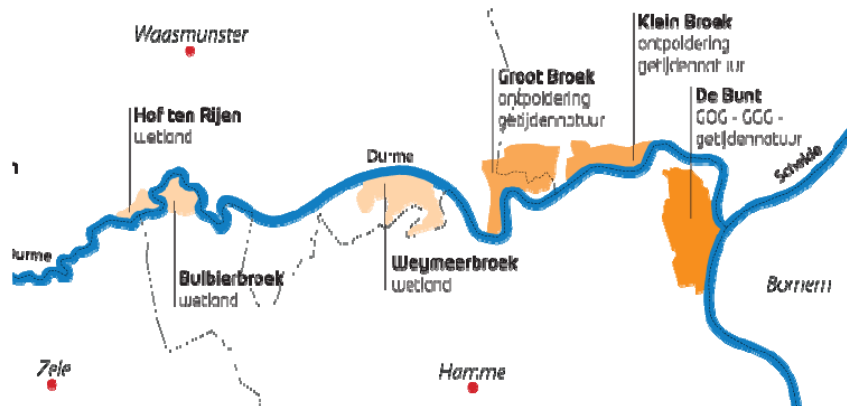 Waasmunster
Klein Broek
ontpoldering
getijdennatuur
Groot Broek
ontpoldering
getijdennatuur
De Bunt
GOG - GGG -
getijdennatuur
Hof ten Rijen
wetland
Durme
Schelde
n
Durme
Bulbierbroek
wetland
Weymeerbroek
wetland
Bornem
Zele
Hamme